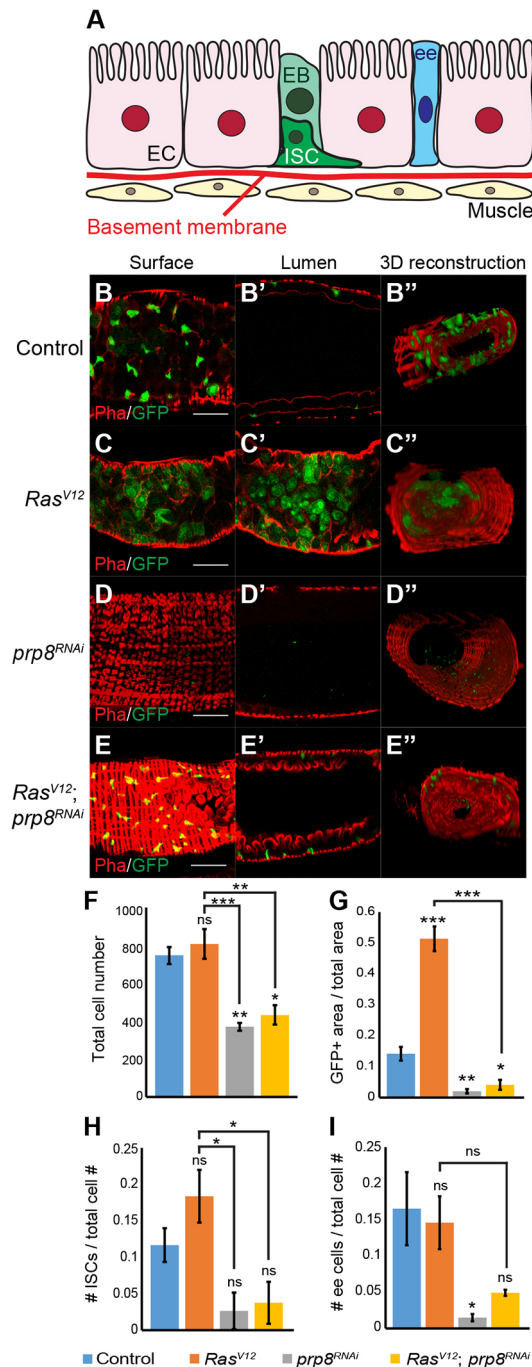 A
EB
ee
EC
ISC
Muscle
Basement membrane
Surface
Lumen
3D reconstruction
Control
B
B'
B''
Pha/GFP
Ras^V12
C
C'
C''
Pha/GFP
prp8^RNAi
D
D'
D''
Ras^V12;
prp8^RNAi
E
E'
E''
Pha/GFP
F
Total cell number
1000
800
600
400
200
0
ns
***
**
**
*
G
GFP+ area / total area
0.6
0.5
0.4
0.3
0.2
0.1
0
***
***
**
*
H
# ISCs / total cell #
0.25
0.2
0.15
0.1
0.05
0
ns
*
*
ns
ns
I
# ee cells / total cell #
0.25
0.2
0.15
0.1
0.05
0
ns
ns
*
ns
Control
Ras^V12
prp8^RNAi
Ras^V12; prp8^RNAi